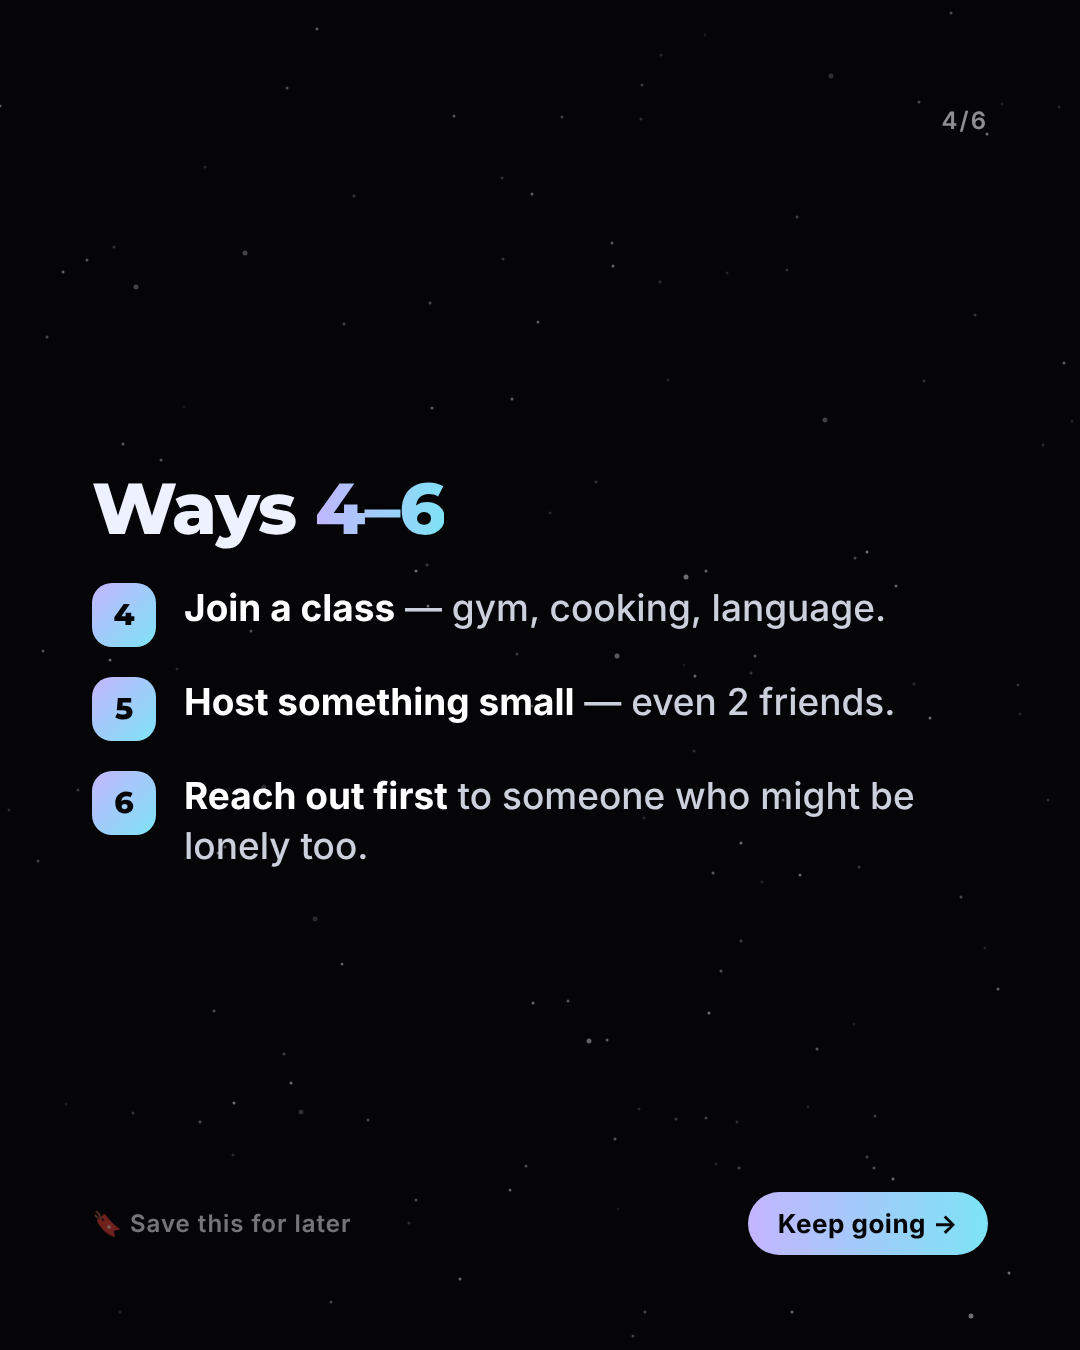 4/6
Ways 4–6
4 Join a class — gym, cooking, language.
5 Host something small — even 2 friends.
6 Reach out first to someone who might be
lonely too.
🔖 Save this for later
Keep going →